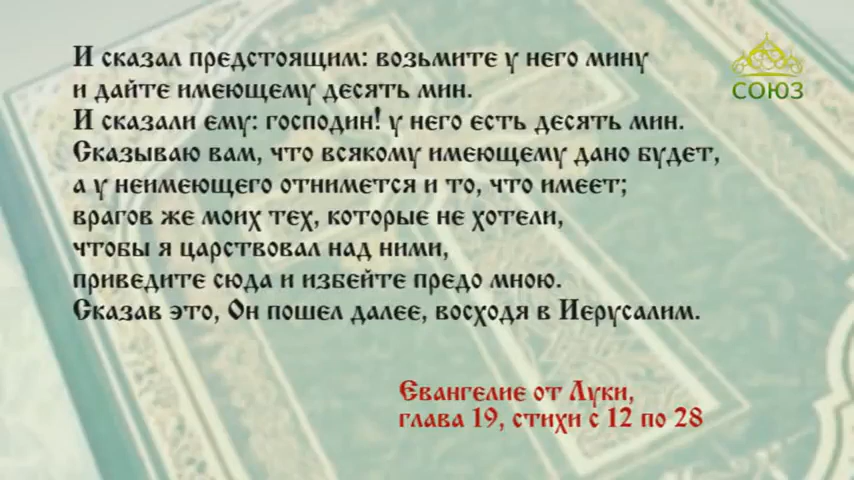 И сказал предстоящим: возьмите у него мину
и дайте имеющему десять мин.
И сказали ему: господин! у него есть десять мин.
Сказываю вам, что всякому имеющему дано будет,
а у неимеющего отнимется и то, что имеет;
врагов же моих тех, которые не хотели,
чтобы я царствовал над ними,
приведите сюда и избейте предо мною.
Сказав это, Он пошел далее, восходя в Иерусалим.
Евангелие от Луки,
глава 19, стихи с 12 по 28
СОЮЗ